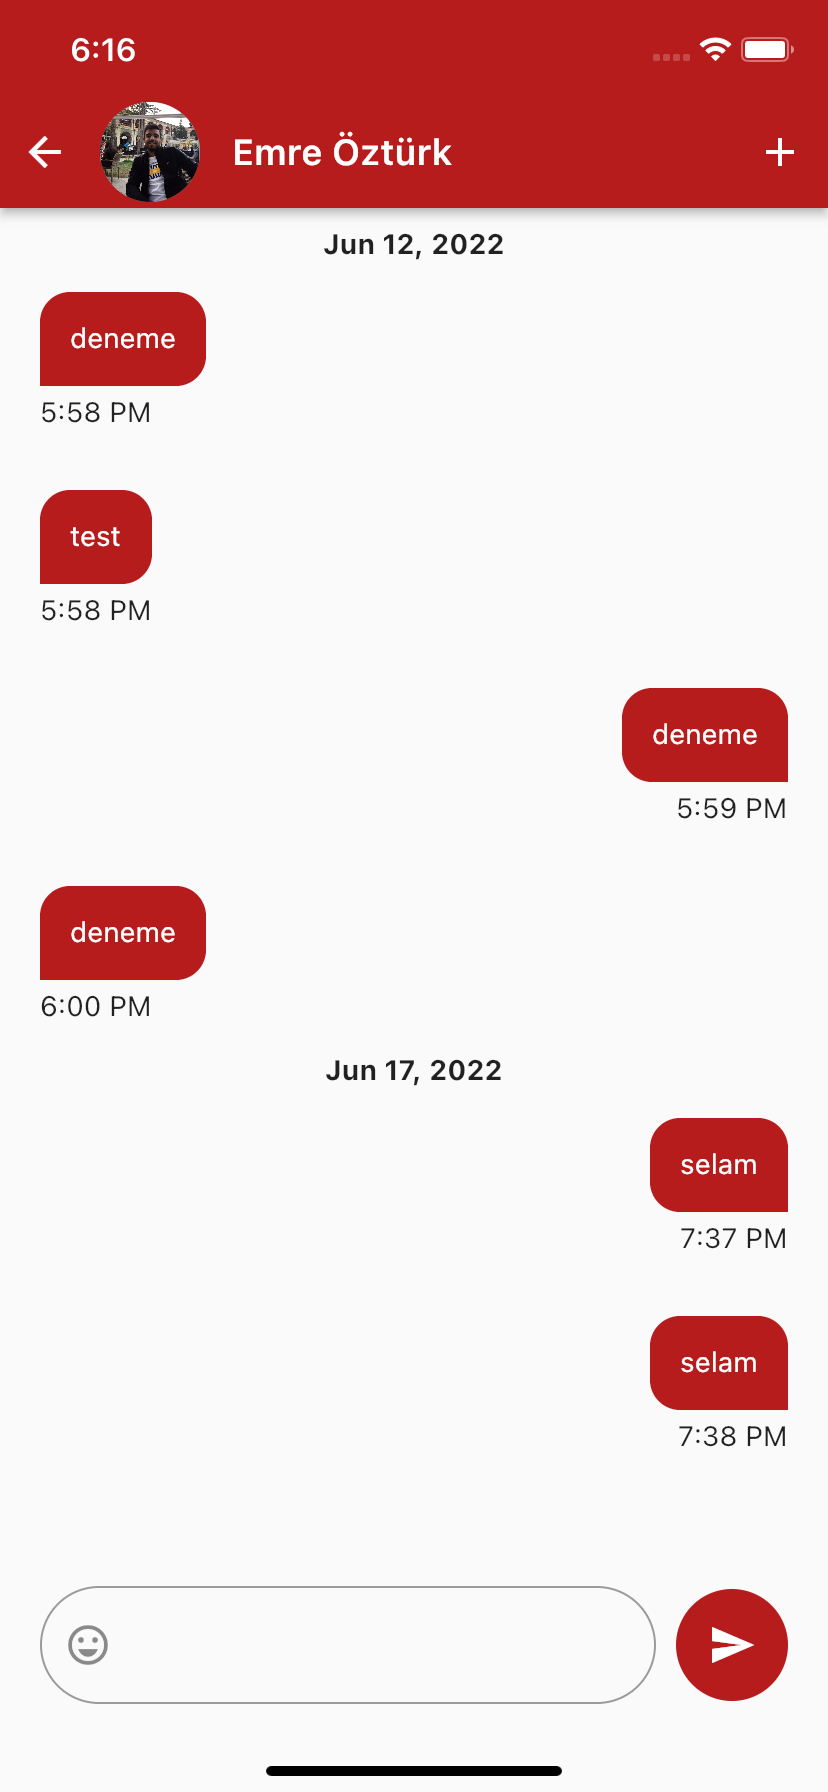 6:16
Emre Öztürk
Jun 12, 2022
deneme
5:58 PM
test
5:58 PM
deneme
5:59 PM
deneme
6:00 PM
Jun 17, 2022
selam
7:37 PM
selam
7:38 PM